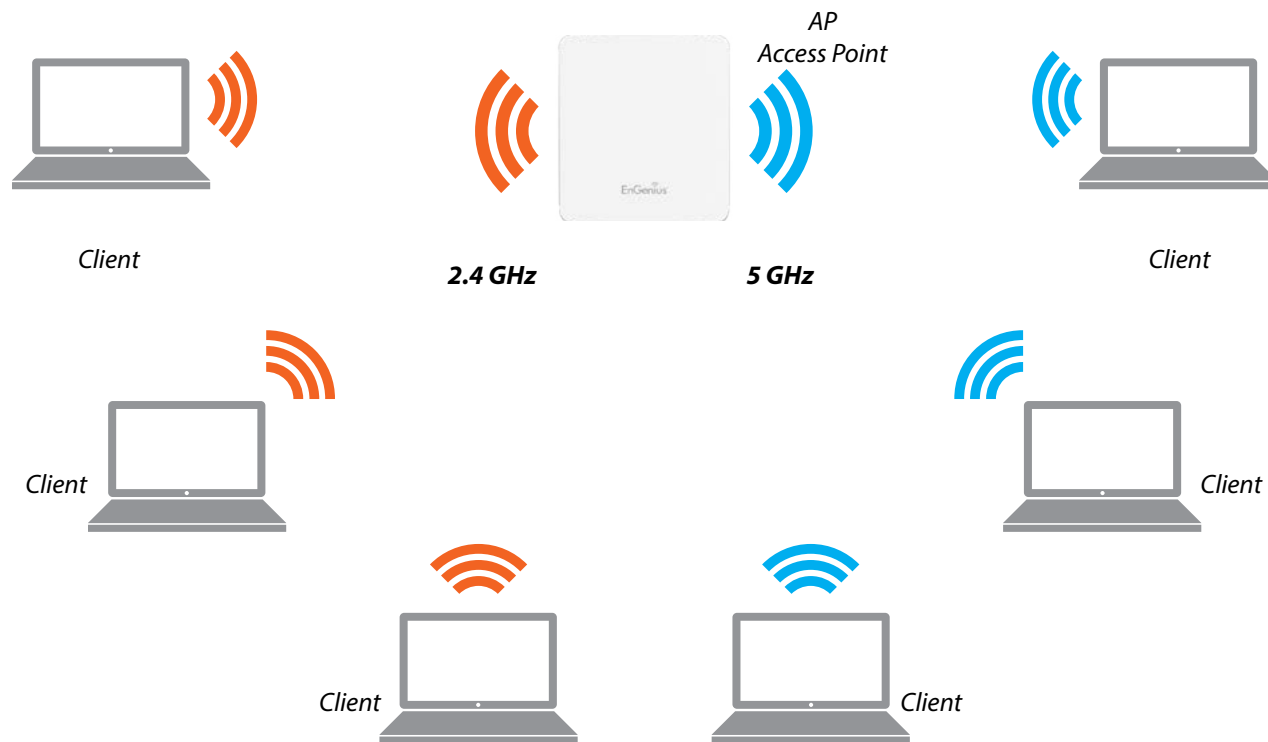 AP
Access Point
EnGenius
Client
2.4 GHz
5 GHz
Client
Client
Client
Client
Client